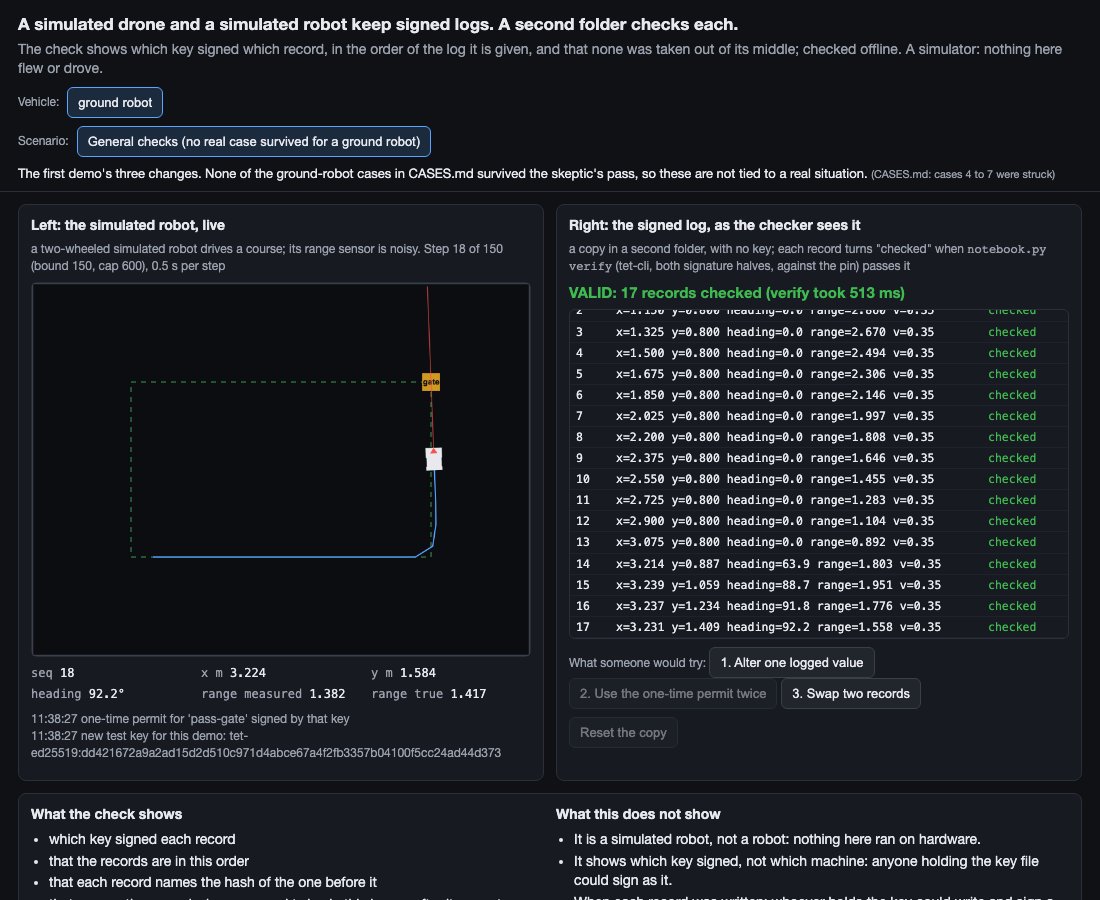 A simulated drone and a simulated robot keep signed logs. A second folder checks each.
The check shows which key signed which record, in the order of the log it is given, and that none was taken out of its middle; checked offline. A simulator: nothing here
flew or drove.
Vehicle: ground robot
Scenario: General checks (no real case survived for a ground robot)
The first demo's three changes. None of the ground-robot cases in CASES.md survived the skeptic's pass, so these are not tied to a real situation. (CASES.md: cases 4 to 7 were struck)
Left: the simulated robot, live
a two-wheeled simulated robot drives a course; its range sensor is noisy. Step 18 of 150
(bound 150, cap 600), 0.5 s per step
gate
seq 18 x m 3.224 y m 1.584
heading 92.2° range measured 1.382 range true 1.417
11:38:27 one-time permit for 'pass-gate' signed by that key
11:38:27 new test key for this demo: tet-
ed25519:dd421672a9a2ad15d2d510c971d4abce67a4f2fb3357b04100f5cc24ad44d373
Right: the signed log, as the checker sees it
a copy in a second folder, with no key; each record turns "checked" when notebook.py
verify (tet-cli, both signature halves, against the pin) passes it
VALID: 17 records checked (verify took 513 ms)
2 x=1.150 y=0.800 heading=0.0 range=2.860 v=0.35 checked
3 x=1.325 y=0.800 heading=0.0 range=2.670 v=0.35 checked
4 x=1.500 y=0.800 heading=0.0 range=2.494 v=0.35 checked
5 x=1.675 y=0.800 heading=0.0 range=2.306 v=0.35 checked
6 x=1.850 y=0.800 heading=0.0 range=2.146 v=0.35 checked
7 x=2.025 y=0.800 heading=0.0 range=1.997 v=0.35 checked
8 x=2.200 y=0.800 heading=0.0 range=1.808 v=0.35 checked
9 x=2.375 y=0.800 heading=0.0 range=1.646 v=0.35 checked
10 x=2.550 y=0.800 heading=0.0 range=1.455 v=0.35 checked
11 x=2.725 y=0.800 heading=0.0 range=1.283 v=0.35 checked
12 x=2.900 y=0.800 heading=0.0 range=1.104 v=0.35 checked
13 x=3.075 y=0.800 heading=0.0 range=0.892 v=0.35 checked
14 x=3.214 y=0.887 heading=63.9 range=1.803 v=0.35 checked
15 x=3.239 y=1.059 heading=88.7 range=1.951 v=0.35 checked
16 x=3.237 y=1.234 heading=91.8 range=1.776 v=0.35 checked
17 x=3.231 y=1.409 heading=92.2 range=1.558 v=0.35 checked
What someone would try: 1. Alter one logged value
2. Use the one-time permit twice 3. Swap two records
Reset the copy
What the check shows
• which key signed each record
• that the records are in this order
• that each record names the hash of the one before it
What this does not show
• It is a simulated robot, not a robot: nothing here ran on hardware.
• It shows which key signed, not which machine: anyone holding the key file
could sign as it.